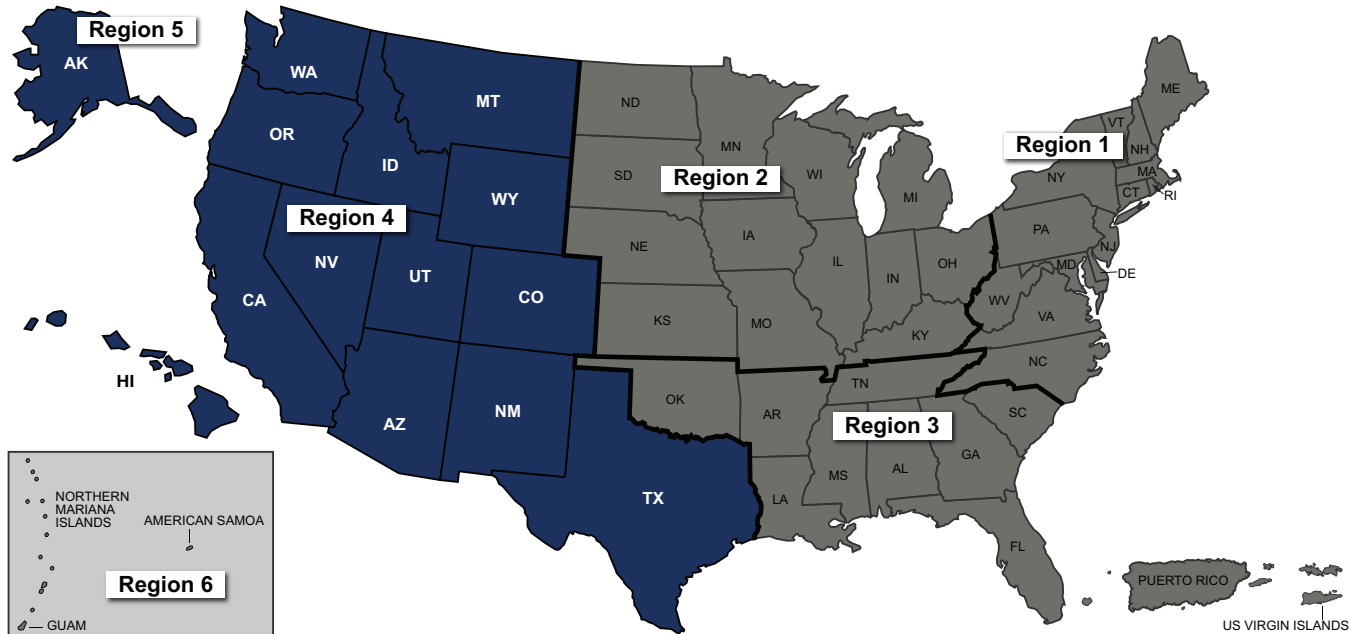 Region 5
AK
WA
MT
ND
ME
VT
OR
MN
Region 1
NH
ID
SD
Region 2
WI
NY
MA
WY
MI
CT
RI
Region 4
NE
IA
PA
NJ
NV
UT
IL
IN
OH
MD
DE
CA
CO
WV
KS
MO
VA
KY
HI
NC
TN
AZ
NM
OK
AR
SC
Region 3
GA
MS
AL
TX
LA
NORTHERN
MARIANA
ISLANDS
AMERICAN SAMOA
FL
Region 6
PUERTO RICO
GUAM
US VIRGIN ISLANDS